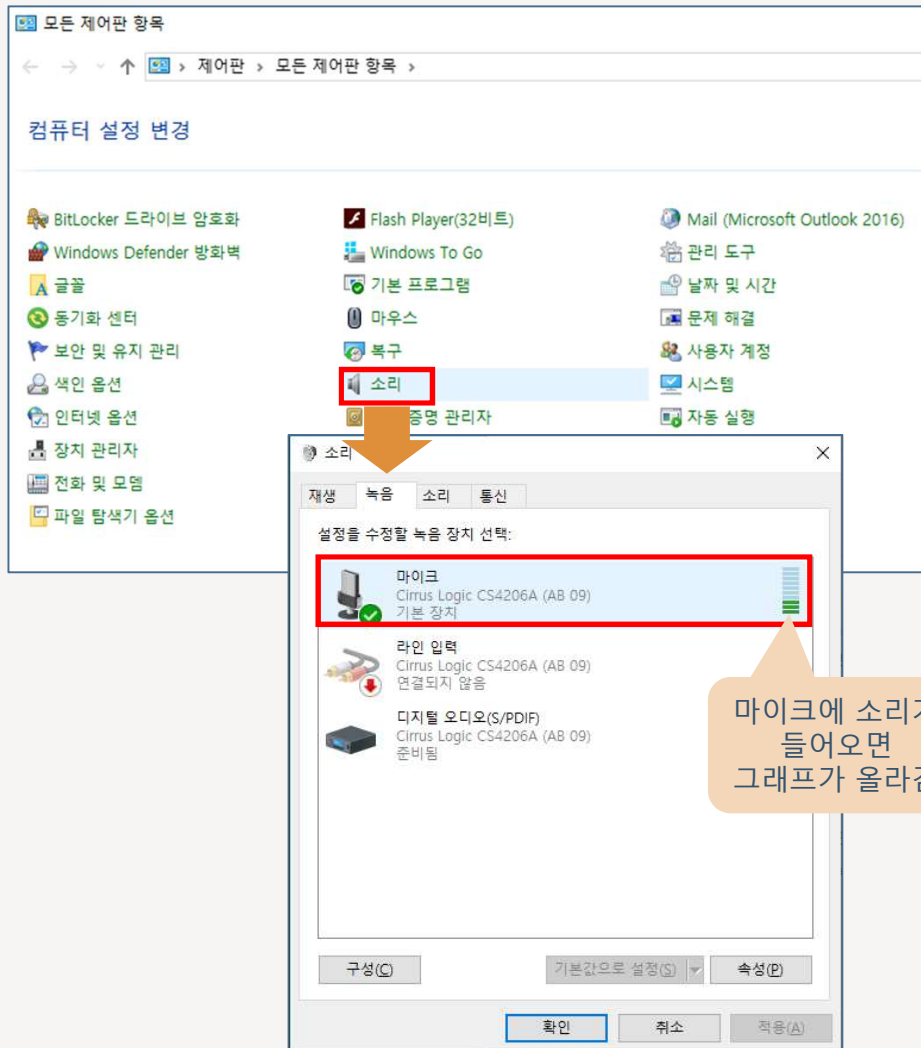 모든 제어판 항목
제어판 > 모든 제어판 항목 >
컴퓨터 설정 변경
BitLocker 드라이브 암호화
Windows Defender 방화벽
글꼴
동기화 센터
보안 및 유지 관리
색인 옵션
인터넷 옵션
장치 관리자
전화 및 모뎀
파일 탐색기 옵션
Flash Player(32비트)
Windows To Go
기본 프로그램
마우스
복구
소리
증명 관리자
Mail (Microsoft Outlook 2016)
관리 도구
날짜 및 시간
문제 해결
사용자 계정
시스템
자동 실행
소리
재생 녹음 소리 통신
설정을 수정할 녹음 장치 선택:
마이크
Cirrus Logic CS4206A (AB 09)
기본 장치
라인 입력
Cirrus Logic CS4206A (AB 09)
연결되지 않음
디지털 오디오(S/PDIF)
Cirrus Logic CS4206A (AB 09)
준비됨
마이크에
들어오면
그래프가
구성(C) 기본값으로 설정(S) 속성(P)
확인 취소 적용(A)